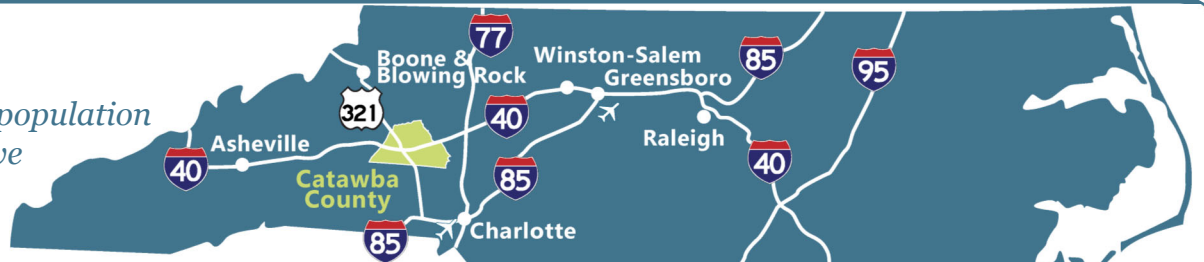 population
Boone &
Blowing Rock
77
Winston-Salem
Greensboro
85
95
321
40
Asheville
40
Raleigh
40
Catawba
County
85
85
Charlotte